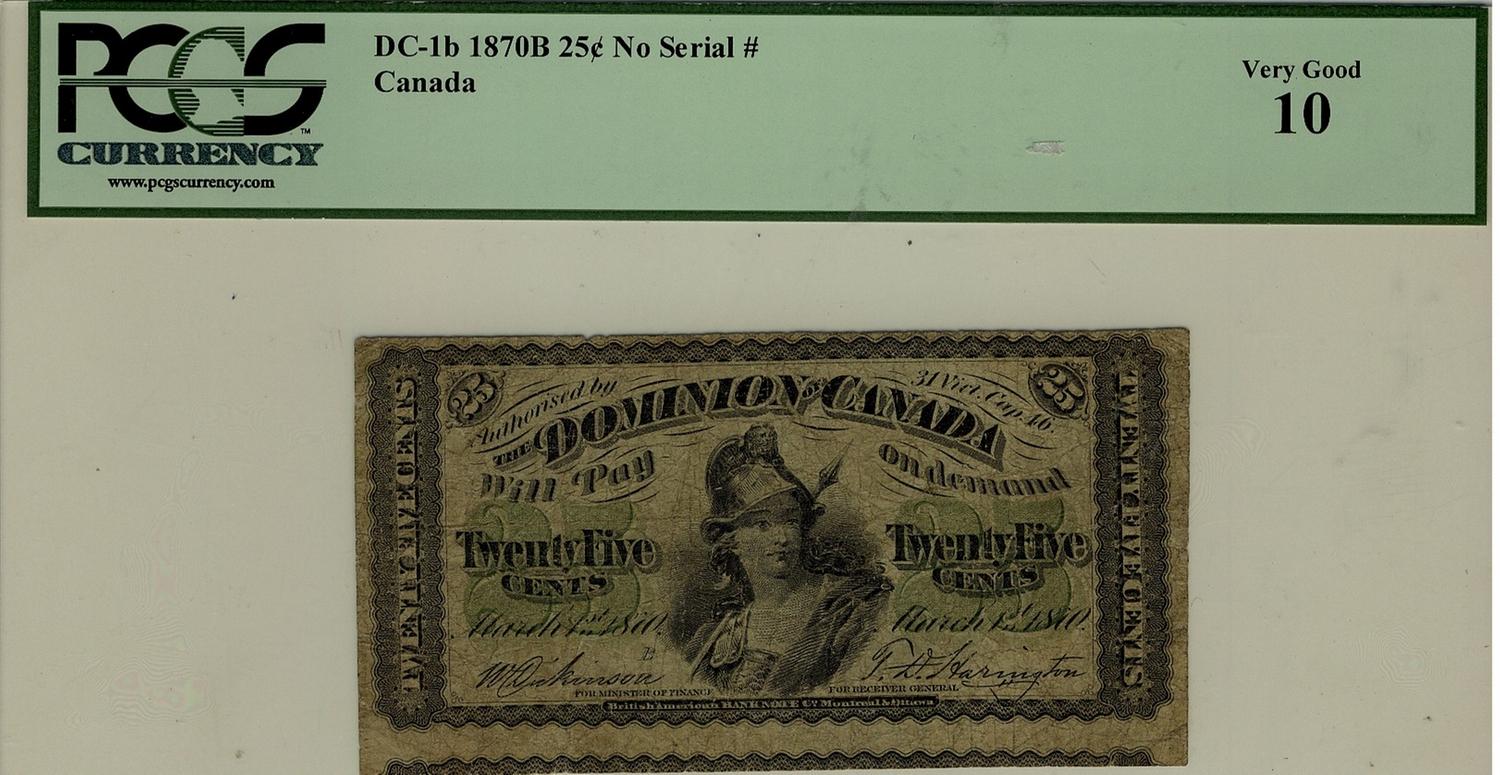 PCGS™
CURRENCY
www.pcgscurrency.com
DC-1b 1870B 25¢ No Serial #
Canada
Very Good
10
25
25
Authorised by
31 Vict. Cap. 46.
THE DOMINION OF CANADA
Will Pay
on demand
25
25
Twenty Five
CENTS
Twenty Five
CENTS
March 1st 1870.
March 1st 1870.
B
W Dickinson
T. D. Harington
FOR MINISTER OF FINANCE
FOR RECEIVER GENERAL
British American BANK NOTE Co. Montreal & Ottawa
TWENTY FIVE CENTS
TWENTY FIVE CENTS